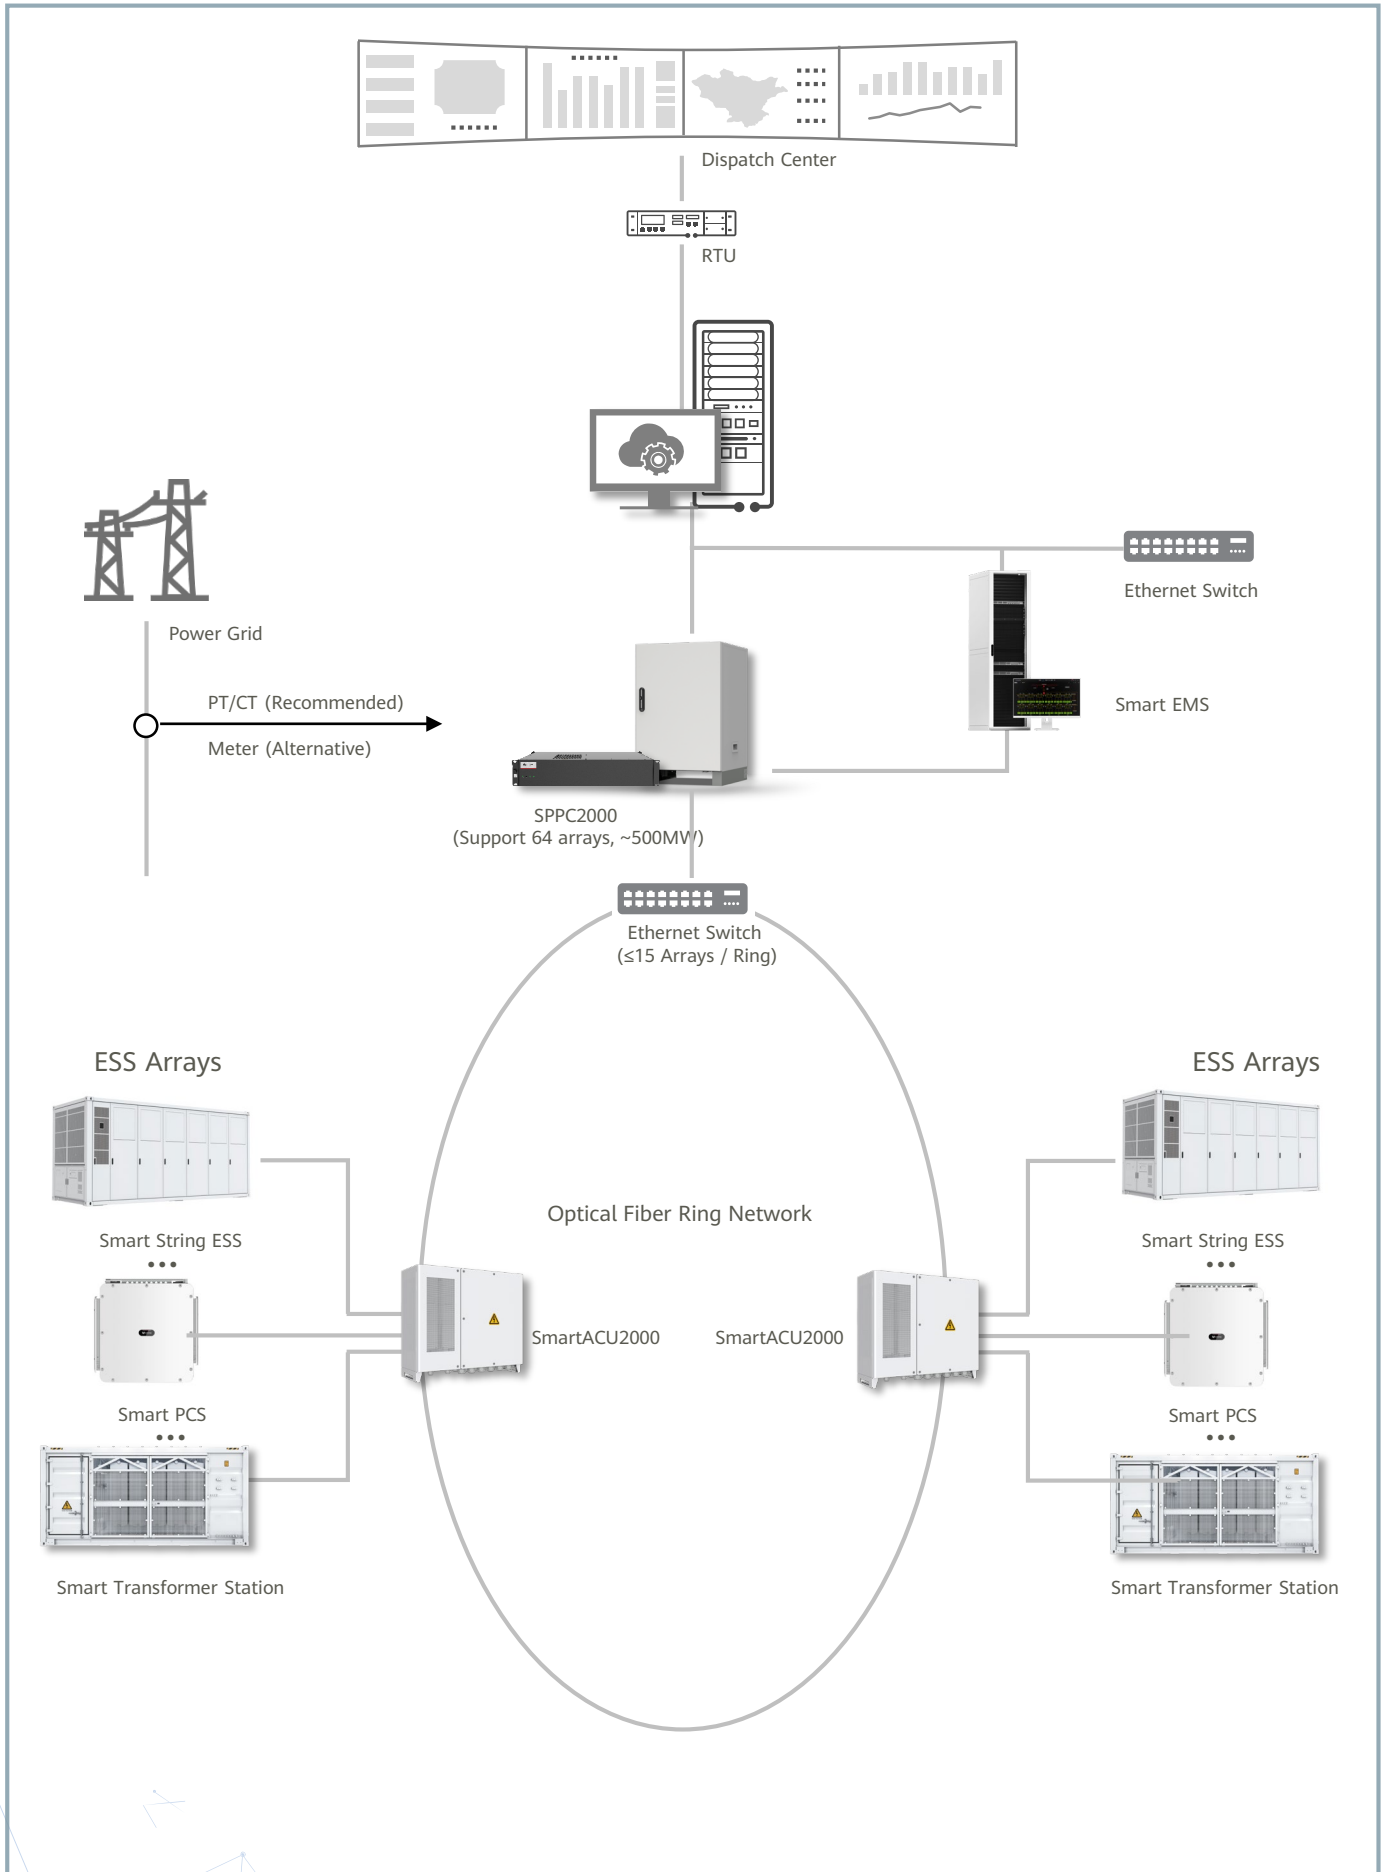 Dispatch Center
RTU
Ethernet Switch
Power Grid
PT/CT (Recommended)
Smart EMS
Meter (Alternative)
SPPC2000
(Support 64 arrays, ~500MW)
Ethernet Switch
(≤15 Arrays / Ring)
ESS Arrays
ESS Arrays
Optical Fiber Ring Network
Smart String ESS
Smart String ESS
SmartACU2000
SmartACU2000
Smart PCS
Smart PCS
Smart Transformer Station
Smart Transformer Station